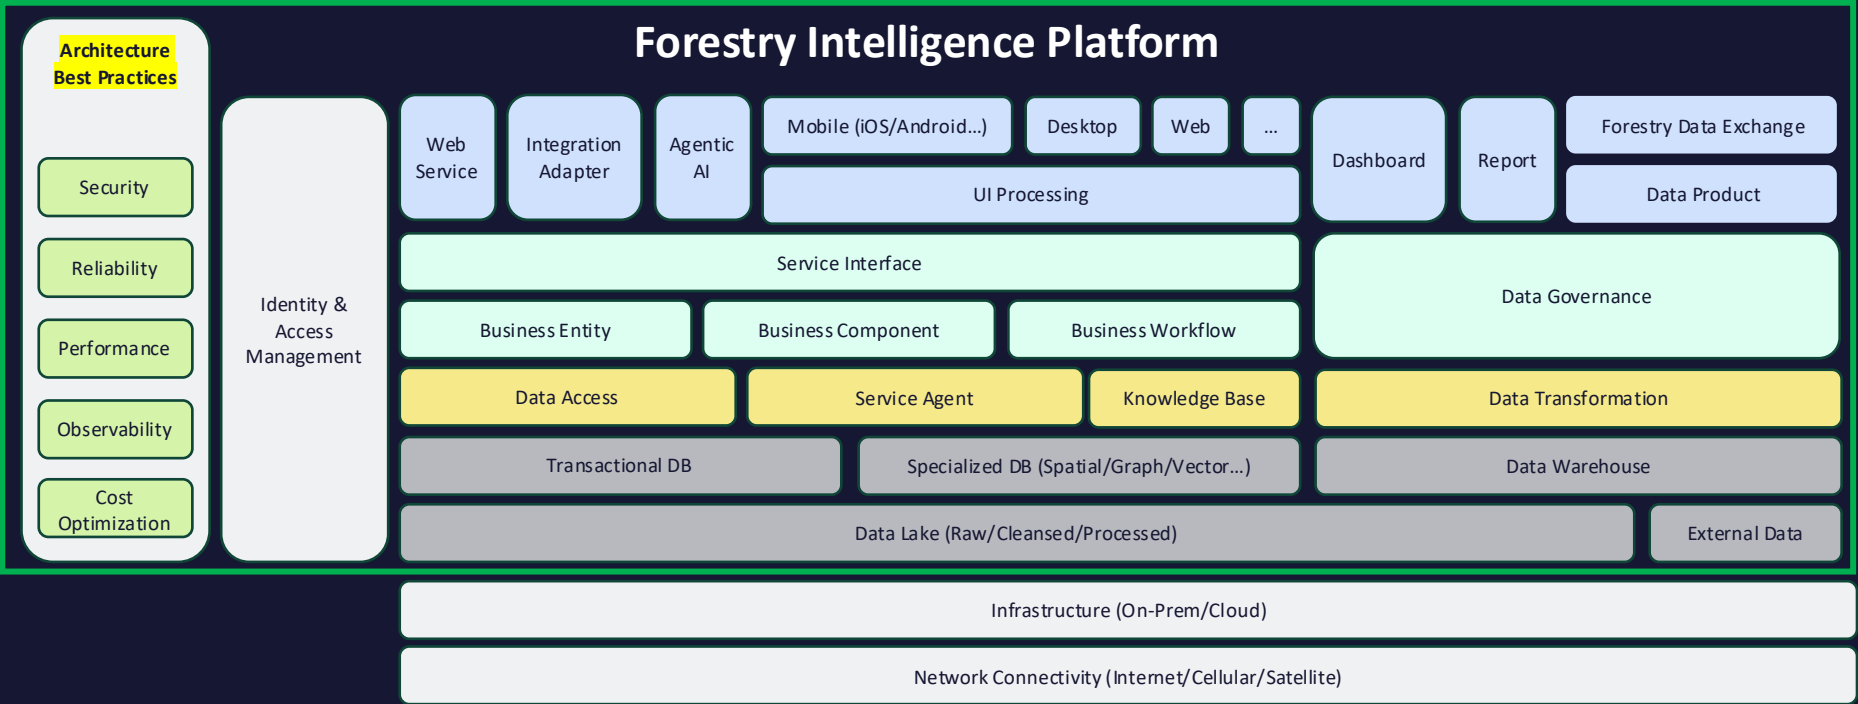 Forestry Intelligence Platform
Architecture
Best Practices
Security
Reliability
Performance
Observability
Cost
Optimization
Identity &
Access
Management
Web
Service
Integration
Adapter
Agentic
AI
Mobile (iOS/Android...)
Desktop
Web
...
UI Processing
Dashboard
Report
Forestry Data Exchange
Data Product
Service Interface
Data Governance
Business Entity
Business Component
Business Workflow
Data Access
Service Agent
Knowledge Base
Data Transformation
Transactional DB
Specialized DB (Spatial/Graph/Vector...)
Data Warehouse
Data Lake (Raw/Cleansed/Processed)
External Data
Infrastructure (On-Prem/Cloud)
Network Connectivity (Internet/Cellular/Satellite)